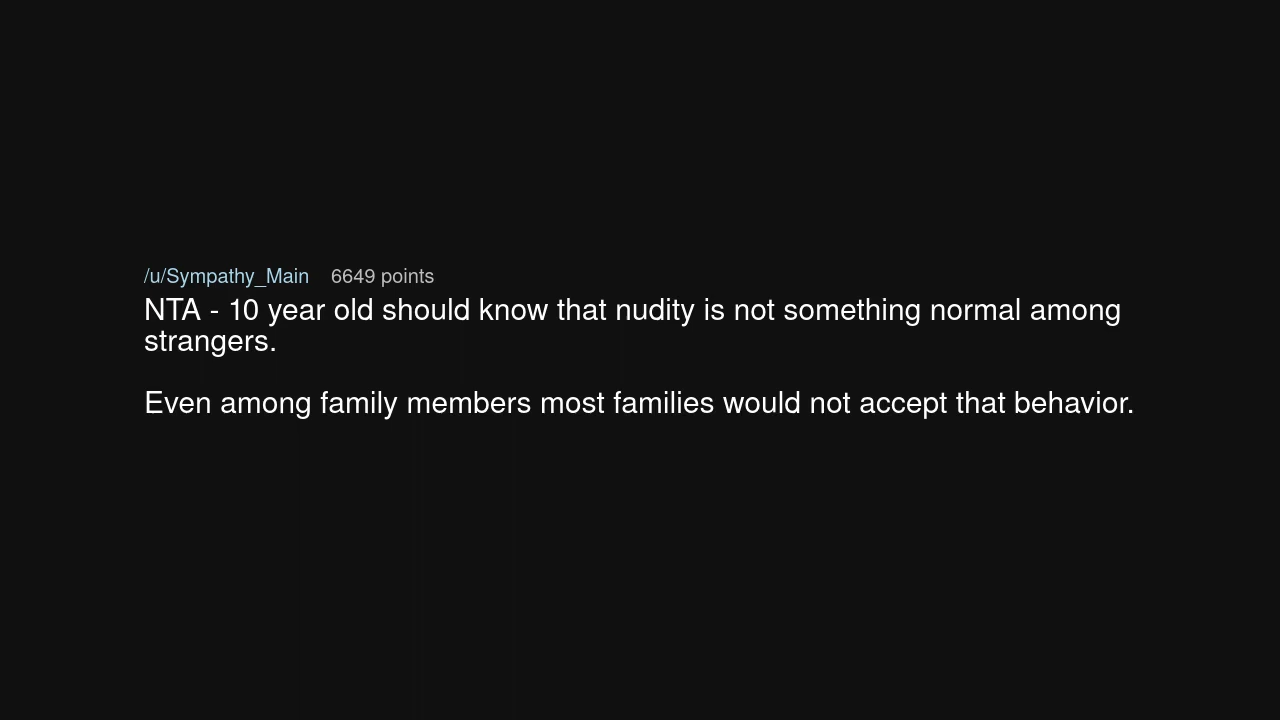 /u/Sympathy_Main 6649 points
NTA - 10 year old should know that nudity is not something normal among
strangers.
Even among family members most families would not accept that behavior.